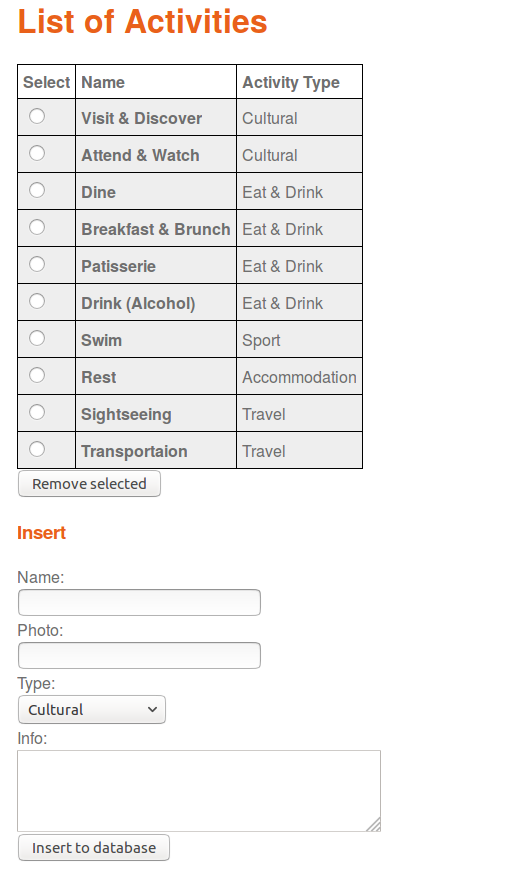 List of Activities
Select Name Activity Type
Visit & Discover Cultural
Attend & Watch Cultural
Dine Eat & Drink
Breakfast & Brunch Eat & Drink
Patisserie Eat & Drink
Drink (Alcohol) Eat & Drink
Swim Sport
Rest Accommodation
Sightseeing Travel
Transportaion Travel
Remove selected
Insert
Name:
Photo:
Type:
Cultural
Info:
Insert to database